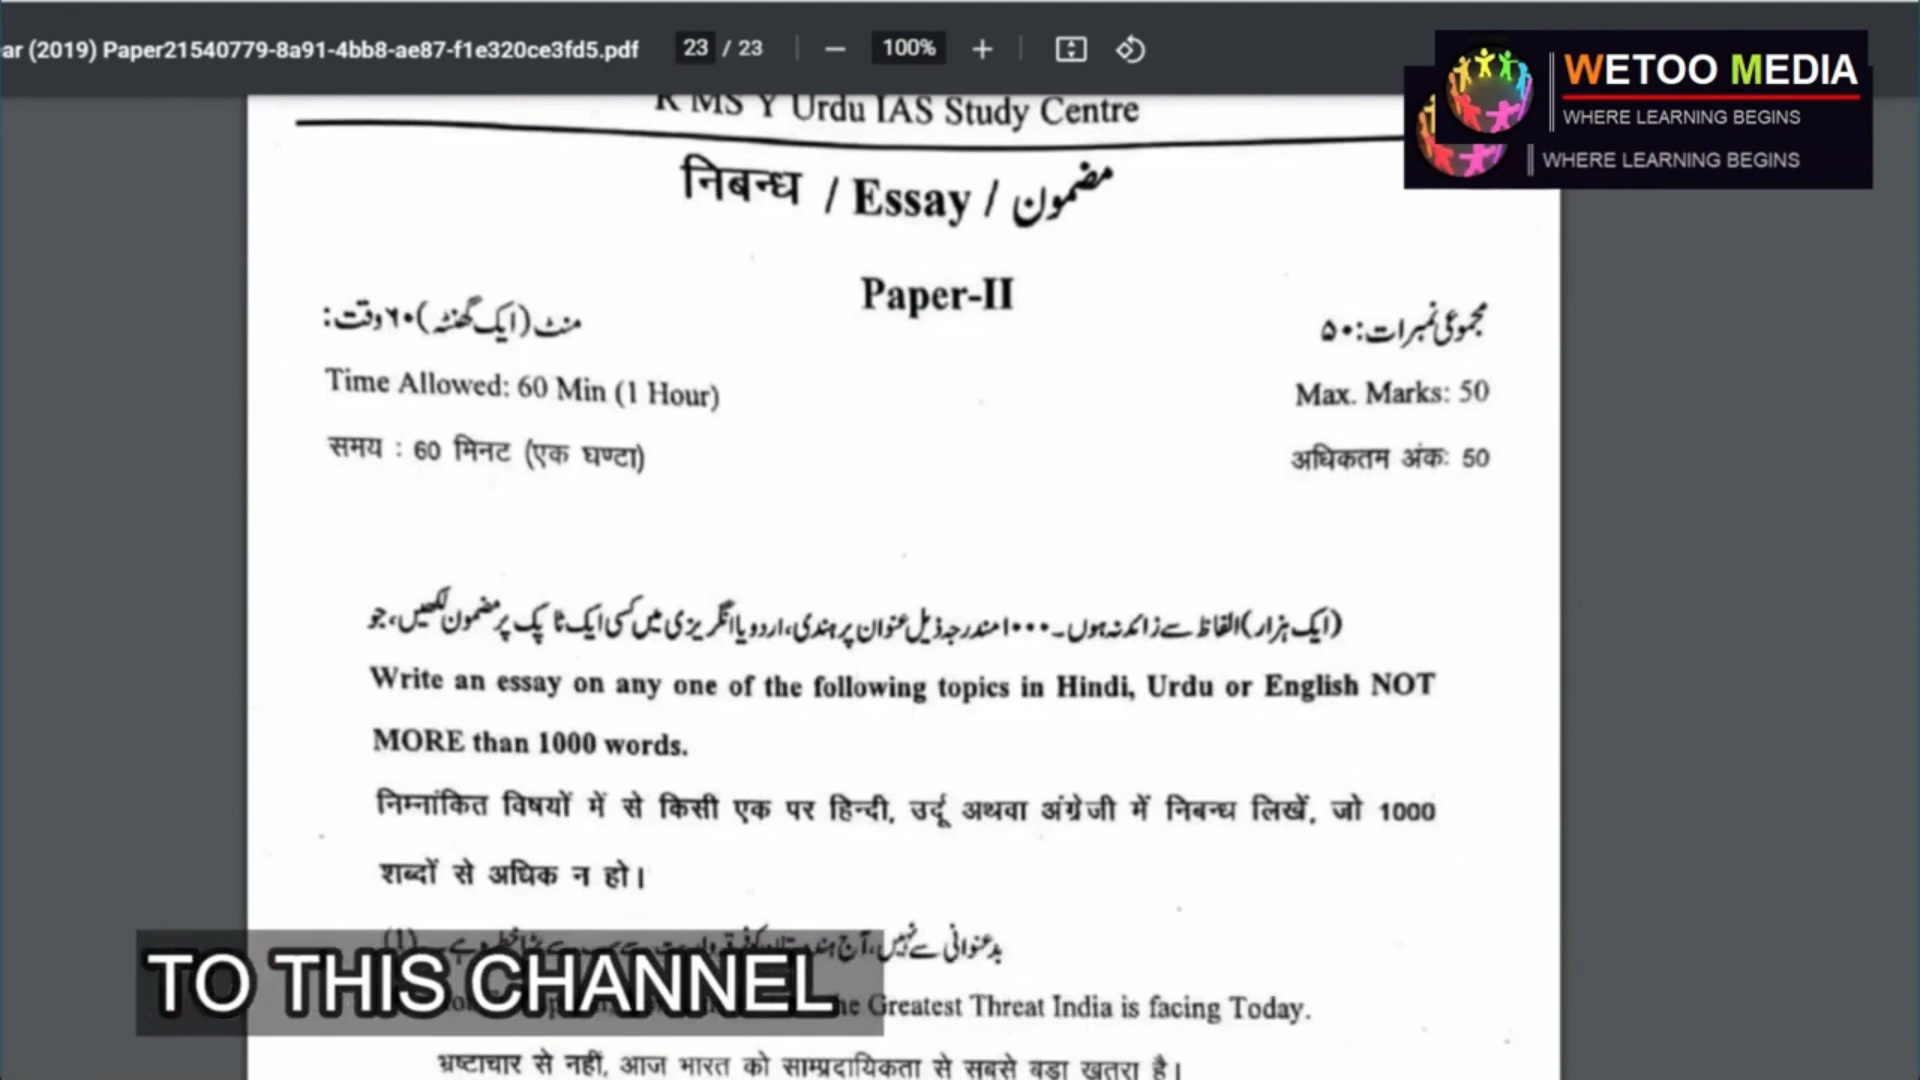 ar (2019) Paper21540779-8a91-4bb8-ae87-f1e320ce3fd5.pdf
23 / 23
100%
WETOO MEDIA
WHERE LEARNING BEGINS
WHERE LEARNING BEGINS
K MS Y Urdu IAS Study Centre
निबन्ध / Essay / مضمون
Paper-II
منٹ (ایک گھنٹہ) ۶۰ وقت:
مجموعی نمبرات: ۵۰
Time Allowed: 60 Min (1 Hour)
Max. Marks: 50
समय : 60 मिनट (एक घण्टा)
अधिकतम अंक: 50
(ایک ہزار) الفاظ سے زائد نہ ہوں۔ ۱۰۰۰ مندرجہ ذیل عنوان پر ہندی، اردو یا انگریزی میں کسی ایک ٹاپک پر مضمون لکھیں، جو
Write an essay on any one of the following topics in Hindi, Urdu or English NOT
MORE than 1000 words.
निम्नांकित विषयों में से किसी एक पर हिन्दी, उर्दू अथवा अंग्रेजी में निबन्ध लिखें, जो 1000
शब्दों से अधिक न हो।
(1) بدعنوانی سے نہیں، آج
TO THIS CHANNEL
Greatest Threat India is facing Today.
भ्रष्टाचार से नहीं, आज भारत को साम्प्रदायिकता से सबसे बड़ा खतरा है।